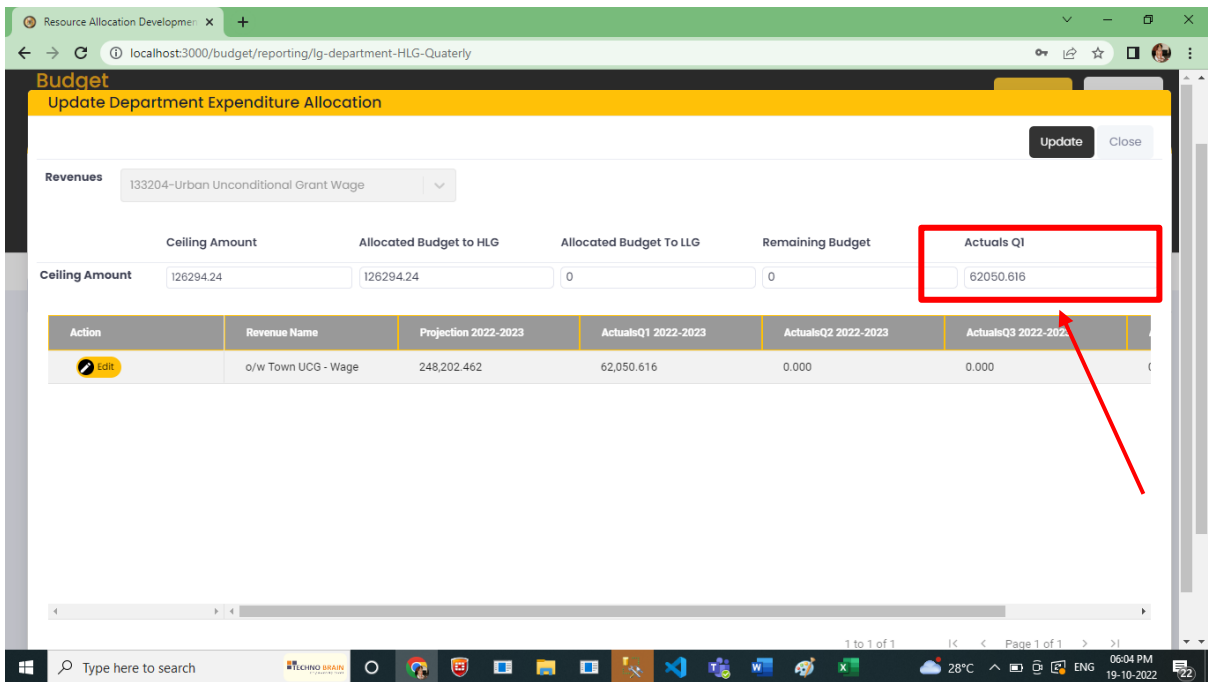 Resource Allocation Developmen
localhost:3000/budget/reporting/lg-department-HLG-Quaterly
Budget
Update Department Expenditure Allocation
Update Close
Revenues 133204-Urban Unconditional Grant Wage
Ceiling Amount Allocated Budget to HLG Allocated Budget To LLG Remaining Budget Actuals Q1
Ceiling Amount 126294.24 126294.24 0 0 62050.616
Action Revenue Name Projection 2022-2023 ActualsQ1 2022-2023 ActualsQ2 2022-2023 ActualsQ3 2022-202
Edit o/w Town UCG - Wage 248,202.462 62,050.616 0.000 0.000
1 to 1 of 1 Page 1 of 1
Type here to search TECHNO BRAIN 28°C ENG 06:04 PM
19-10-2022 22